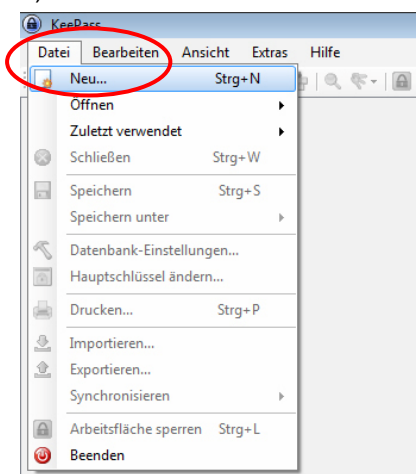 KeePass
Datei Bearbeiten Ansicht Extras Hilfe
Neu... Strg+N
Öffnen
Zuletzt verwendet
Schließen Strg+W
Speichern Strg+S
Speichern unter
Datenbank-Einstellungen...
Hauptschlüssel ändern...
Drucken... Strg+P
Importieren...
Exportieren...
Synchronisieren
Arbeitsfläche sperren Strg+L
Beenden